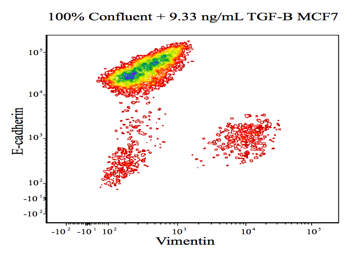 100% Confluent + 9.33 ng/mL TGF-B MCF7
E-cadherin
10⁵
10⁴
10³
10²
-10¹
-10²
-10² -10¹ 10² 10³ 10⁴ 10⁵
Vimentin